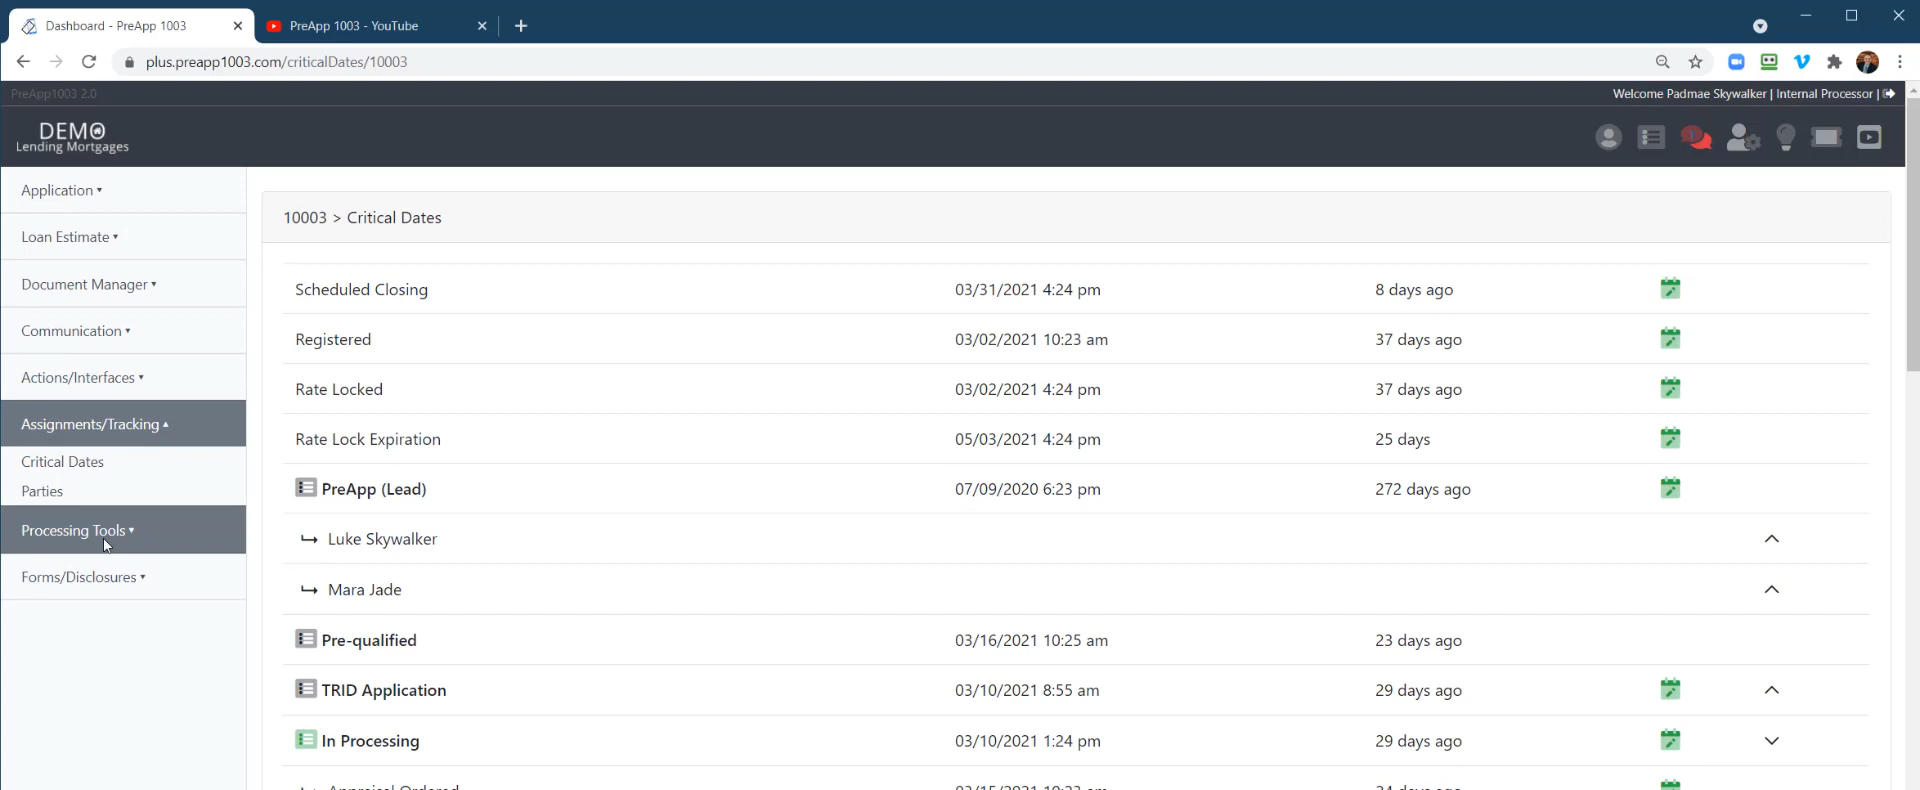 Dashboard - PreApp 1003
PreApp 1003 - YouTube
plus.preapp1003.com/criticalDates/10003
PreApp1003 2.0
Welcome Padmae Skywalker | Internal Processor |
DEMO
Lending Mortgages
Application
Loan Estimate
Document Manager
Communication
Actions/Interfaces
Assignments/Tracking
Critical Dates
Parties
Processing Tools
Forms/Disclosures
10003 > Critical Dates
Scheduled Closing 03/31/2021 4:24 pm 8 days ago
Registered 03/02/2021 10:23 am 37 days ago
Rate Locked 03/02/2021 4:24 pm 37 days ago
Rate Lock Expiration 05/03/2021 4:24 pm 25 days
PreApp (Lead) 07/09/2020 6:23 pm 272 days ago
Luke Skywalker
Mara Jade
Pre-qualified 03/16/2021 10:25 am 23 days ago
TRID Application 03/10/2021 8:55 am 29 days ago
In Processing 03/10/2021 1:24 pm 29 days ago
Appraisal Ordered